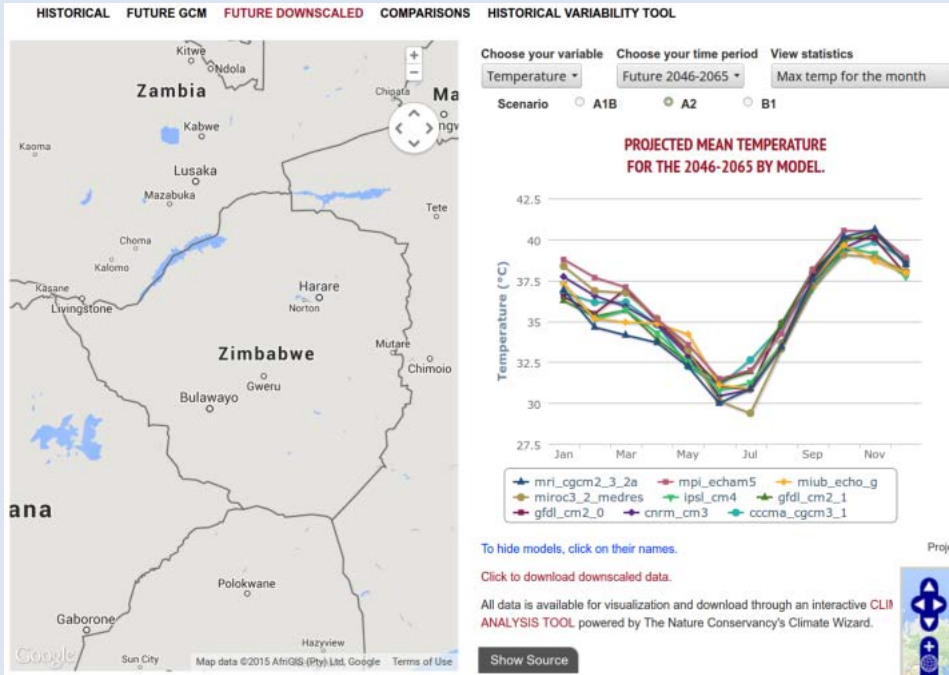 HISTORICAL FUTURE GCM FUTURE DOWNSCALED COMPARISONS HISTORICAL VARIABILITY TOOL
Kitwe
Ndola
Zambia
Chipata
Ma
Kabwe
Kaoma
Lusaka
Mazabuka
Tete
Choma
Kalomo
Kasane
Livingstone
Harare
Norton
Mutare
Chimoio
Zimbabwe
Gweru
Bulawayo
ana
Polokwane
Gaborone
Hazyview
Sun City
Google
Map data ©2015 AfriGIS (Pty) Ltd, Google Terms of Use
Choose your variable Choose your time period View statistics
Temperature Future 2046-2065 Max temp for the month
Scenario A1B A2 B1
PROJECTED MEAN TEMPERATURE
FOR THE 2046-2065 BY MODEL.
Temperature (°C)
42.5
40
37.5
35
32.5
30
27.5
Jan Mar May Jul Sep Nov
mri_cgcm2_3_2a mpi_echam5 miub_echo_g
miroc3_2_medres ipsl_cm4 gfdl_cm2_1
gfdl_cm2_0 cnrm_cm3 cccma_cgcm3_1
To hide models, click on their names.
Proj
Click to download downscaled data.
All data is available for visualization and download through an interactive CLI
ANALYSIS TOOL powered by The Nature Conservancy's Climate Wizard.
Show Source